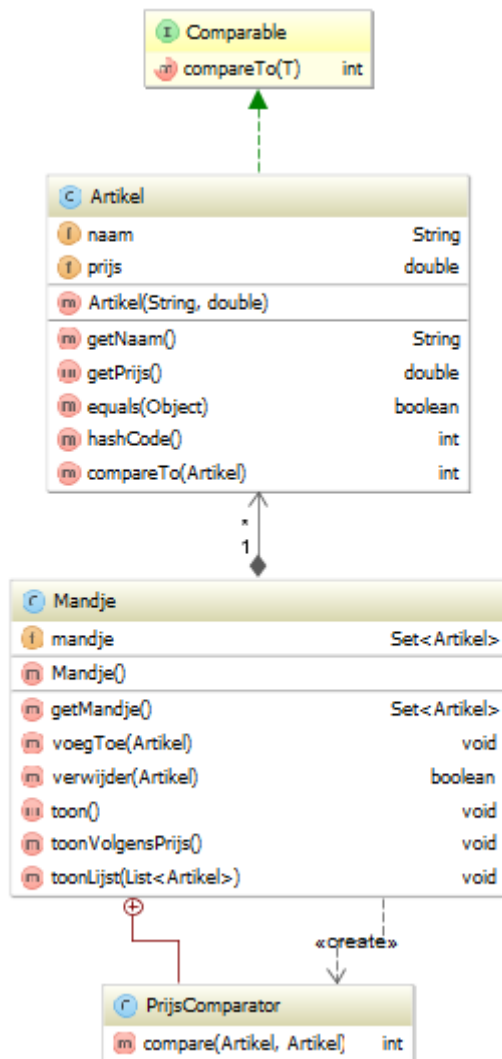 Comparable
compareTo(T) int
Artikel
naam String
prijs double
Artikel(String, double)
getNaam() String
getPrijs() double
equals(Object) boolean
hashCode() int
compareTo(Artikel) int
*
1
Mandje
mandje Set<Artikel>
Mandje()
getMandje() Set<Artikel>
voegToe(Artikel) void
verwijder(Artikel) boolean
toon() void
toonVolgensPrijs() void
toonLijst(List<Artikel>) void
«create»
PrijsComparator
compare(Artikel, Artikel) int